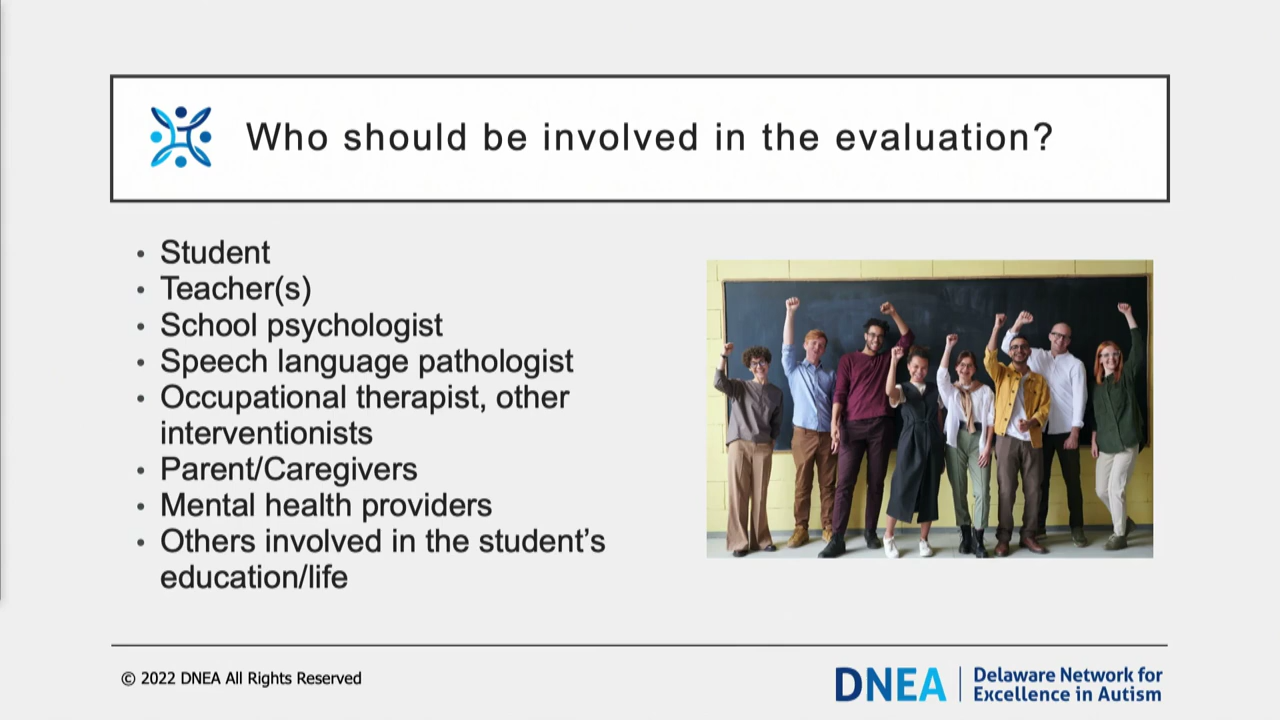 Who should be involved in the evaluation?
• Student
• Teacher(s)
• School psychologist
• Speech language pathologist
• Occupational therapist, other
interventionists
• Parent/Caregivers
• Mental health providers
• Others involved in the student’s
education/life
© 2022 DNEA All Rights Reserved
DNEA
Delaware Network for
Excellence in Autism